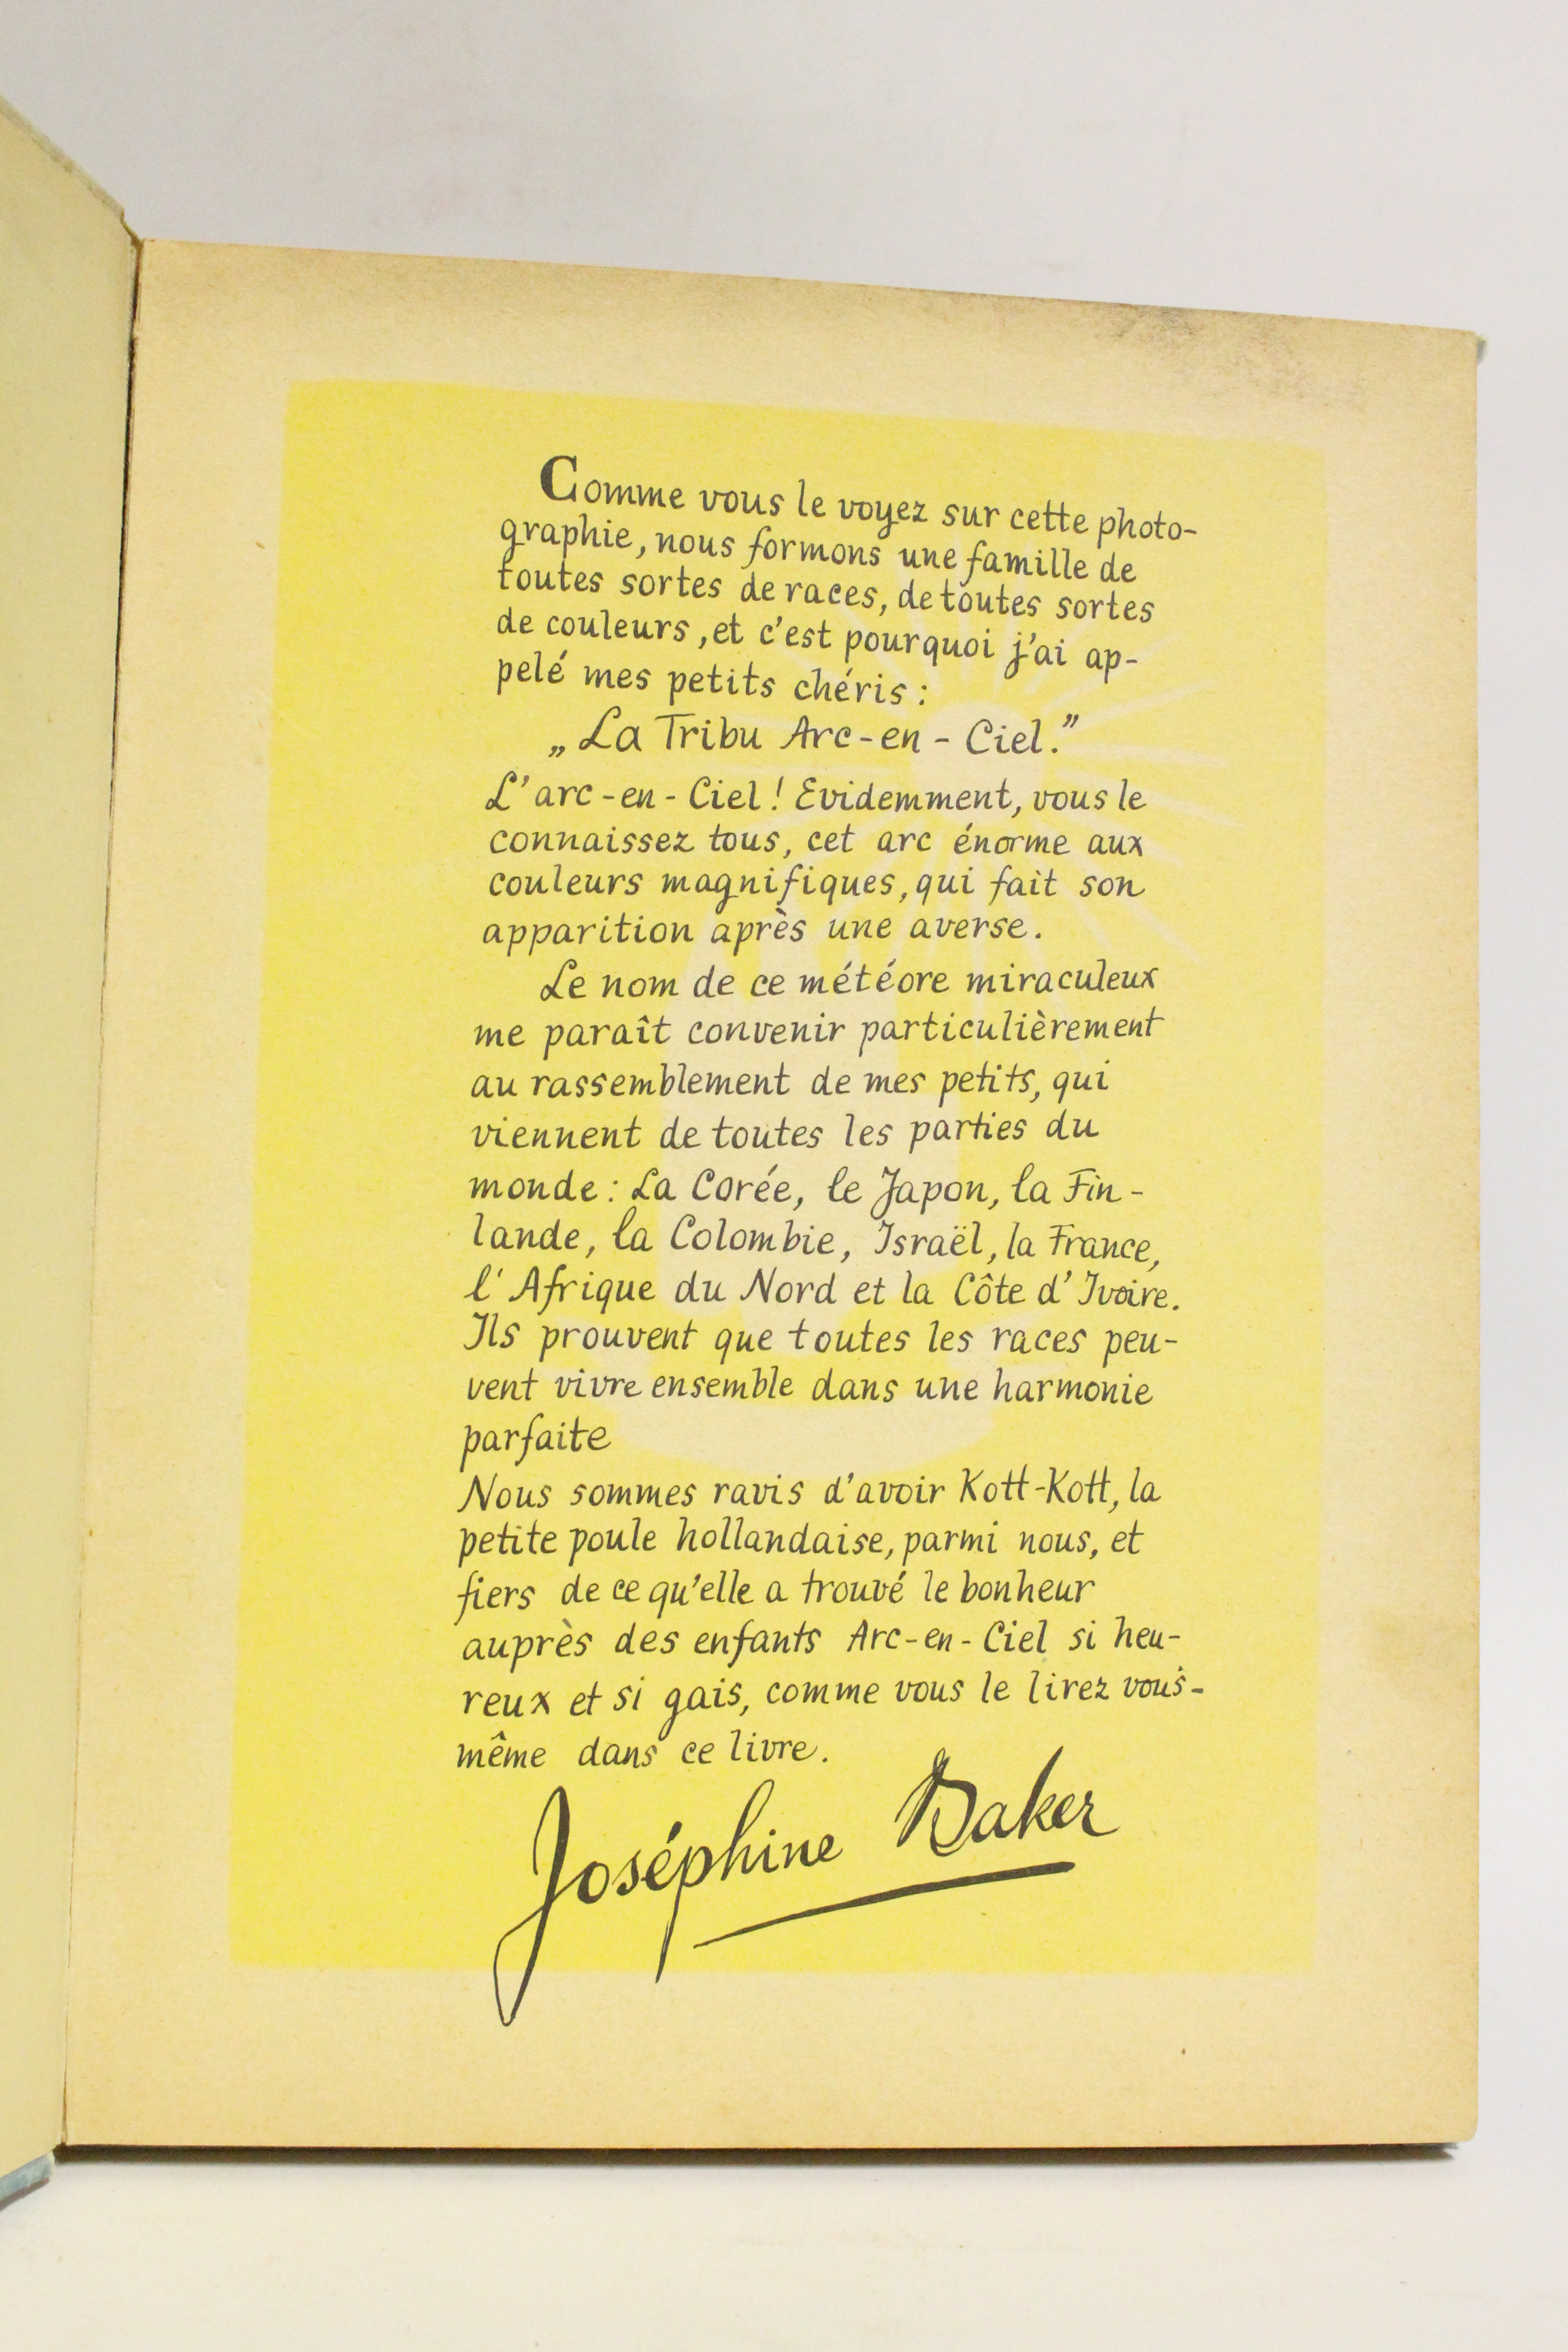 Comme vous le voyez sur cette photo-
graphie, nous formons une famille de
toutes sortes de races, de toutes sortes
de couleurs, et c'est pourquoi j'ai ap-
pelé mes petits chéris :
„La Tribu Arc-en-Ciel.”
L'arc-en-Ciel! Evidemment, vous le
connaissez tous, cet arc énorme aux
couleurs magnifiques, qui fait son
apparition après une averse.
Le nom de ce météore miraculeux
me paraît convenir particulièrement
au rassemblement de mes petits, qui
viennent de toutes les parties du
monde : La Corée, le Japon, la Fin-
lande, la Colombie, Israël, la France,
l'Afrique du Nord et la Côte d'Ivoire.
Ils prouvent que toutes les races peu-
vent vivre ensemble dans une harmonie
parfaite
Nous sommes ravis d'avoir Kott-Kott, la
petite poule hollandaise, parmi nous, et
fiers de ce qu'elle a trouvé le bonheur
auprès des enfants Arc-en-Ciel si heu-
reux et si gais, comme vous le lirez vous-
même dans ce livre.
Joséphine Baker